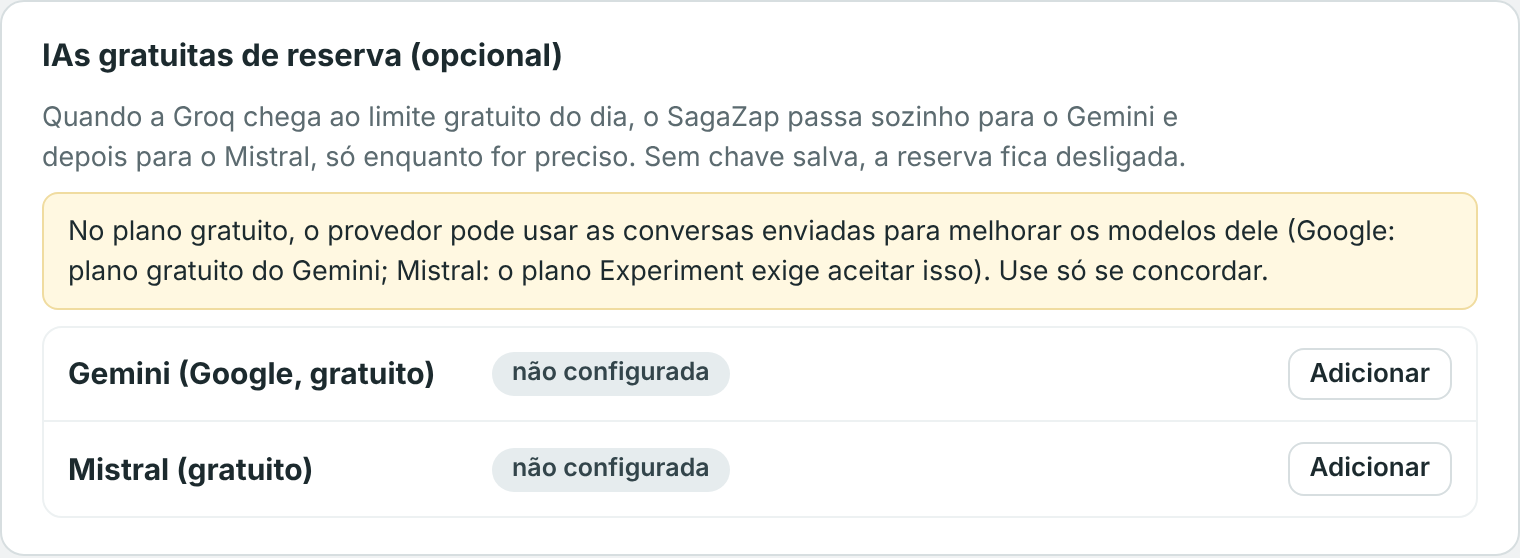 IAs gratuitas de reserva (opcional)
Quando a Groq chega ao limite gratuito do dia, o SagaZap passa sozinho para o Gemini e
depois para o Mistral, só enquanto for preciso. Sem chave salva, a reserva fica desligada.
No plano gratuito, o provedor pode usar as conversas enviadas para melhorar os modelos dele (Google:
plano gratuito do Gemini; Mistral: o plano Experiment exige aceitar isso). Use só se concordar.
Gemini (Google, gratuito) não configurada Adicionar
Mistral (gratuito) não configurada Adicionar